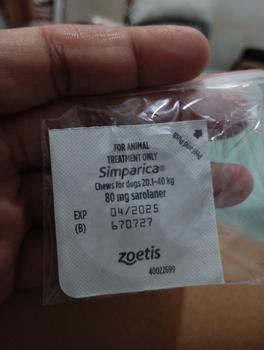 FOR ANIMAL
TREATMENT ONLY
Simparica®
Chews for dogs 20.1–40 kg
80 mg sarolaner
EXP 04/2025
(B) 670727
zoetis
40022699